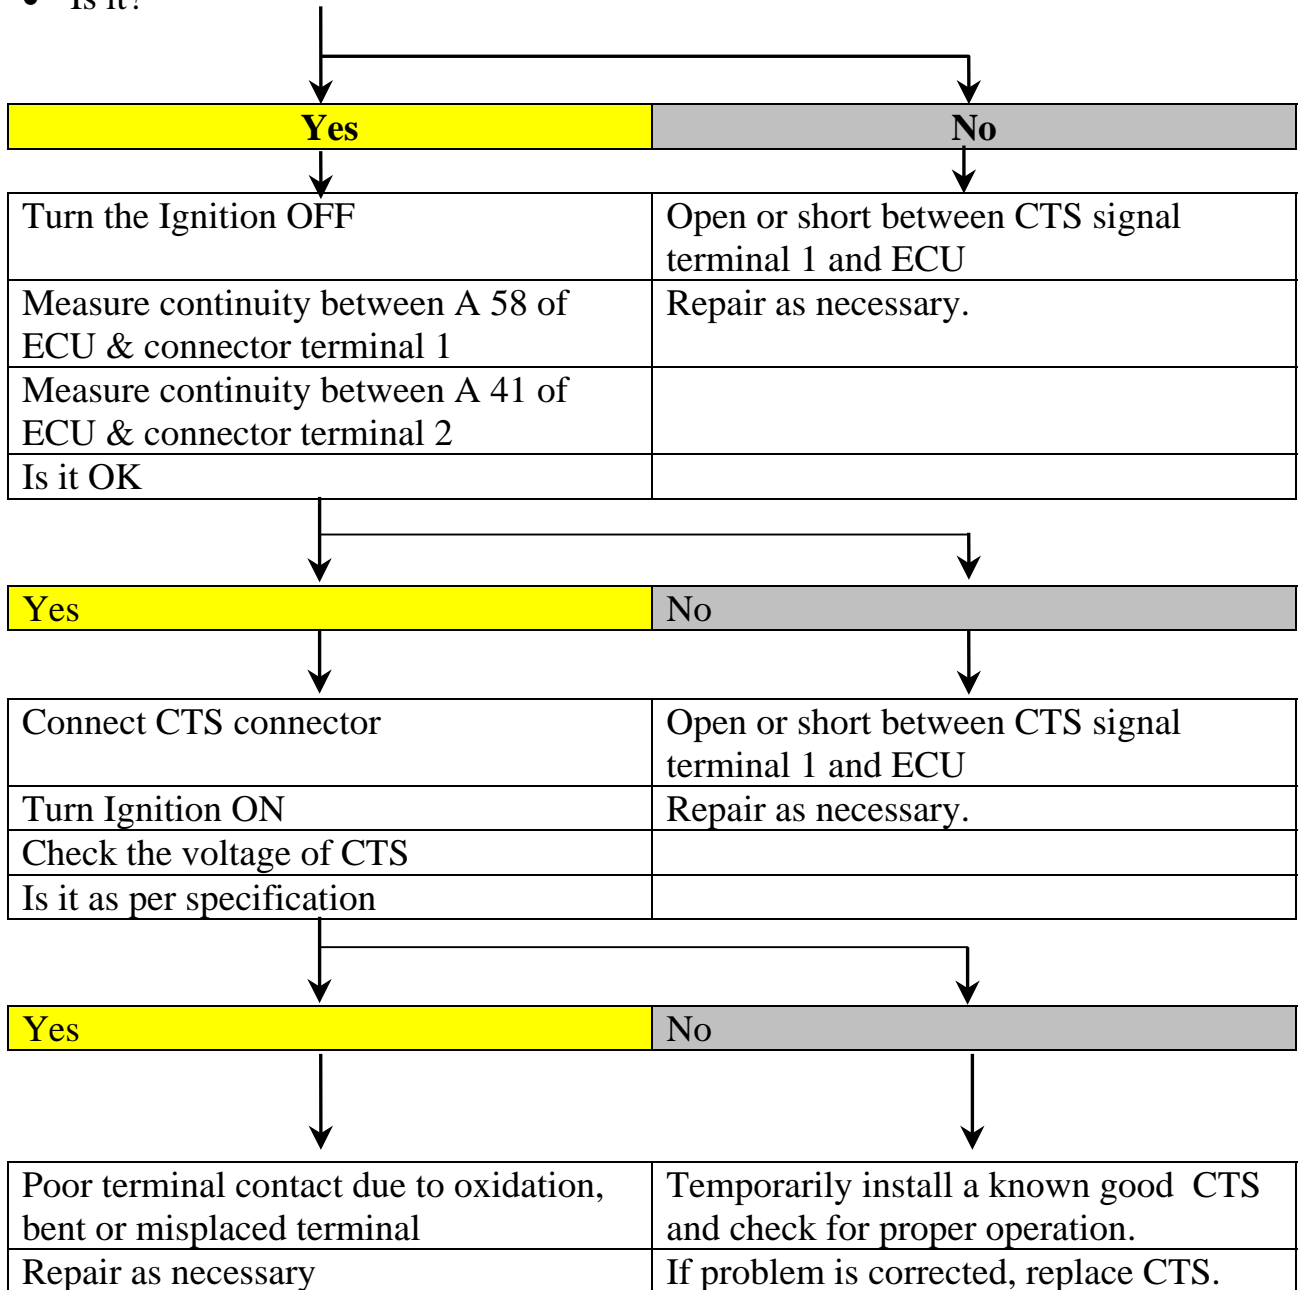 • Is it?
Yes
No
Turn the Ignition OFF
Open or short between CTS signal
terminal 1 and ECU
Measure continuity between A 58 of
ECU & connector terminal 1
Repair as necessary.
Measure continuity between A 41 of
ECU & connector terminal 2
Is it OK
Yes
No
Connect CTS connector
Open or short between CTS signal
terminal 1 and ECU
Turn Ignition ON
Repair as necessary.
Check the voltage of CTS
Is it as per specification
Yes
No
Poor terminal contact due to oxidation,
bent or misplaced terminal
Temporarily install a known good CTS
and check for proper operation.
Repair as necessary
If problem is corrected, replace CTS.